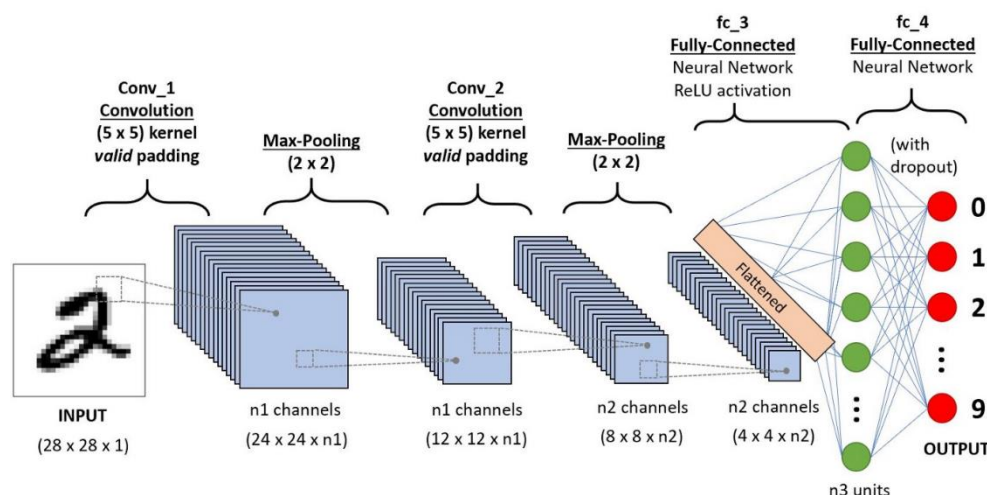 fc_3
Fully-Connected
Neural Network
ReLU activation
fc_4
Fully-Connected
Neural Network
Conv_1
Convolution
(5 x 5) kernel
valid padding
Max-Pooling
(2 x 2)
Conv_2
Convolution
(5 x 5) kernel
valid padding
Max-Pooling
(2 x 2)
(with
dropout)
Flattened
0
1
2
...
9
...
INPUT
(28 x 28 x 1)
n1 channels
(24 x 24 x n1)
n1 channels
(12 x 12 x n1)
n2 channels
(8 x 8 x n2)
n2 channels
(4 x 4 x n2)
n3 units
OUTPUT